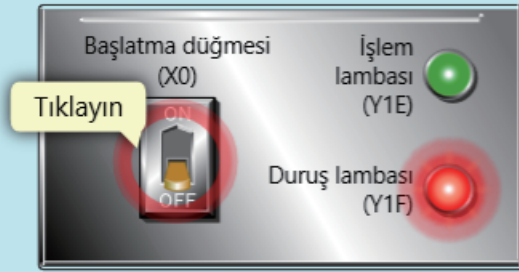 Başlatma düğmesi
(X0)
Tıklayın
ON
OFF
İşlem
lambası
(Y1E)
Duruş lambası
(Y1F)